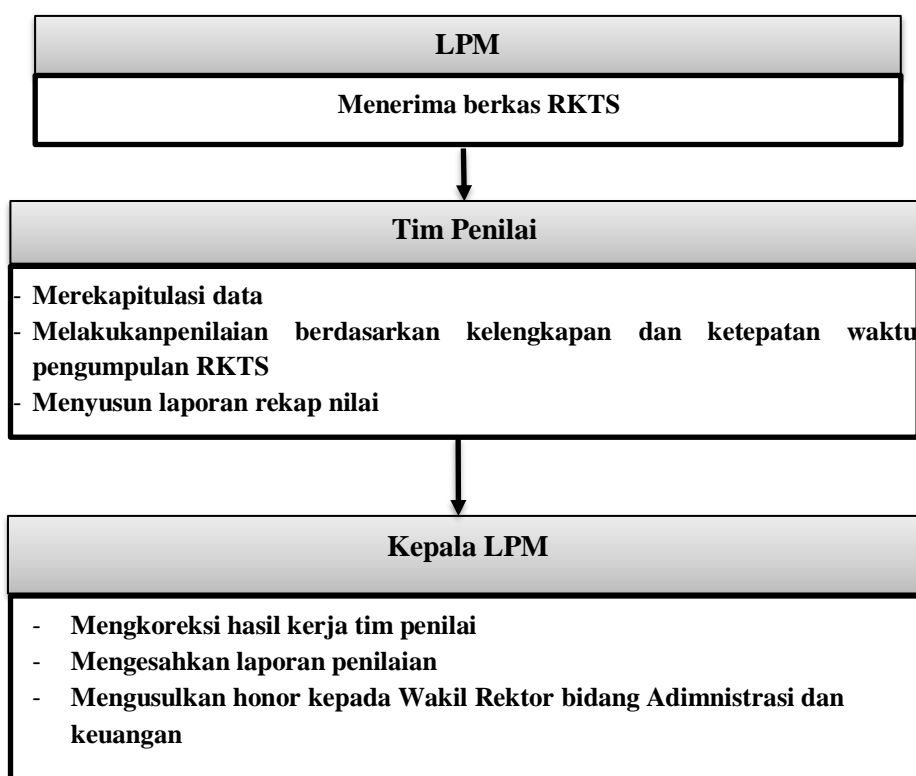 LPM
Menerima berkas RKTS
Tim Penilai
- Merekapitulasi data
- Melakukanpenilaian berdasarkan kelengkapan dan ketepatan waktu
pengumpulan RKTS
- Menyusun laporan rekap nilai
Kepala LPM
- Mengkoreksi hasil kerja tim penilai
- Mengesahkan laporan penilaian
- Mengusulkan honor kepada Wakil Rektor bidang Adimnistrasi dan
keuangan